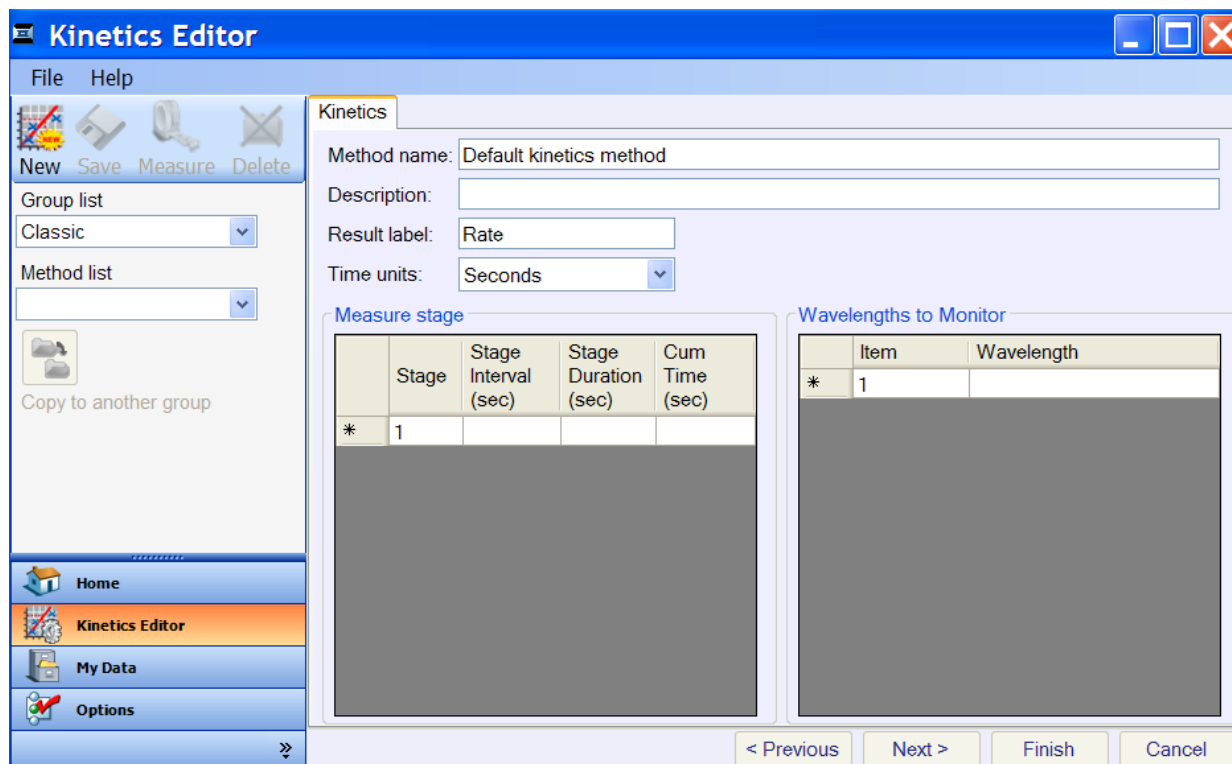 Kinetics Editor
File Help
New Save Measure Delete
Group list
Classic
Method list
Copy to another group
Home
Kinetics Editor
My Data
Options
Kinetics
Method name: Default kinetics method
Description:
Result label: Rate
Time units: Seconds
Measure stage
Stage Stage Interval (sec) Stage Duration (sec) Cum Time (sec)
* 1
Wavelengths to Monitor
Item Wavelength
* 1
< Previous Next > Finish Cancel